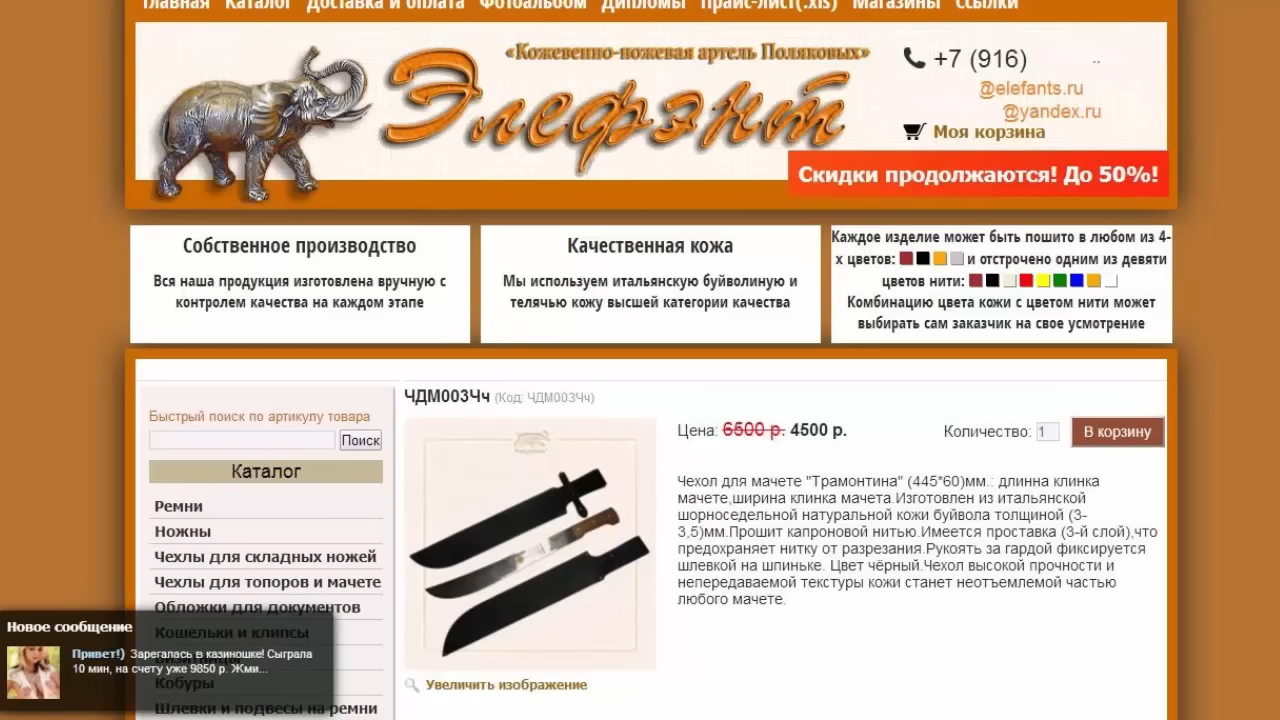 Главная Каталог Доставка и оплата Фотоальбом Дипломы Прайс-лист(.xls) Магазины Ссылки
«Кожевенно-ножевая артель Поляковых»
Элефэнт
+7 (916)
@elefants.ru
@yandex.ru
Моя корзина
Скидки продолжаются! До 50%!
Собственное производство
Вся наша продукция изготовлена вручную с
контролем качества на каждом этапе
Качественная кожа
Мы используем итальянскую буйволиную и
телячью кожу высшей категории качества
Каждое изделие может быть пошито в любом из 4-
х цветов: и отстрочено одним из девяти
цветов нити:
Комбинацию цвета кожи с цветом нити может
выбирать сам заказчик на свое усмотрение
Быстрый поиск по артикулу товара
Поиск
Каталог
Ремни
Ножны
Чехлы для складных ножей
Чехлы для топоров и мачете
Обложки для документов
Кошельки и клипсы
Визитницы
Кобуры
Шлевки и подвесы на ремни
Новое сообщение
Привет!) Зарегалась в казиношке! Сыграла
10 мин, на счету уже 9850 р. Жми...
ЧДМ003Чч (Код: ЧДМ003Чч)
Цена: 6500 р. 4500 р.
Количество: 1 В корзину
Чехол для мачете "Трамонтина" (445*60)мм.: длинна клинка
мачете,ширина клинка мачета.Изготовлен из итальянской
шорноседельной натуральной кожи буйвола толщиной (3-
3,5)мм.Прошит капроновой нитью.Имеется проставка (3-й слой),что
предохраняет нитку от разрезания.Рукоять за гардой фиксируется
шлевкой на шпиньке. Цвет чёрный.Чехол высокой прочности и
непередаваемой текстуры кожи станет неотъемлемой частью
любого мачете.
Увеличить изображение